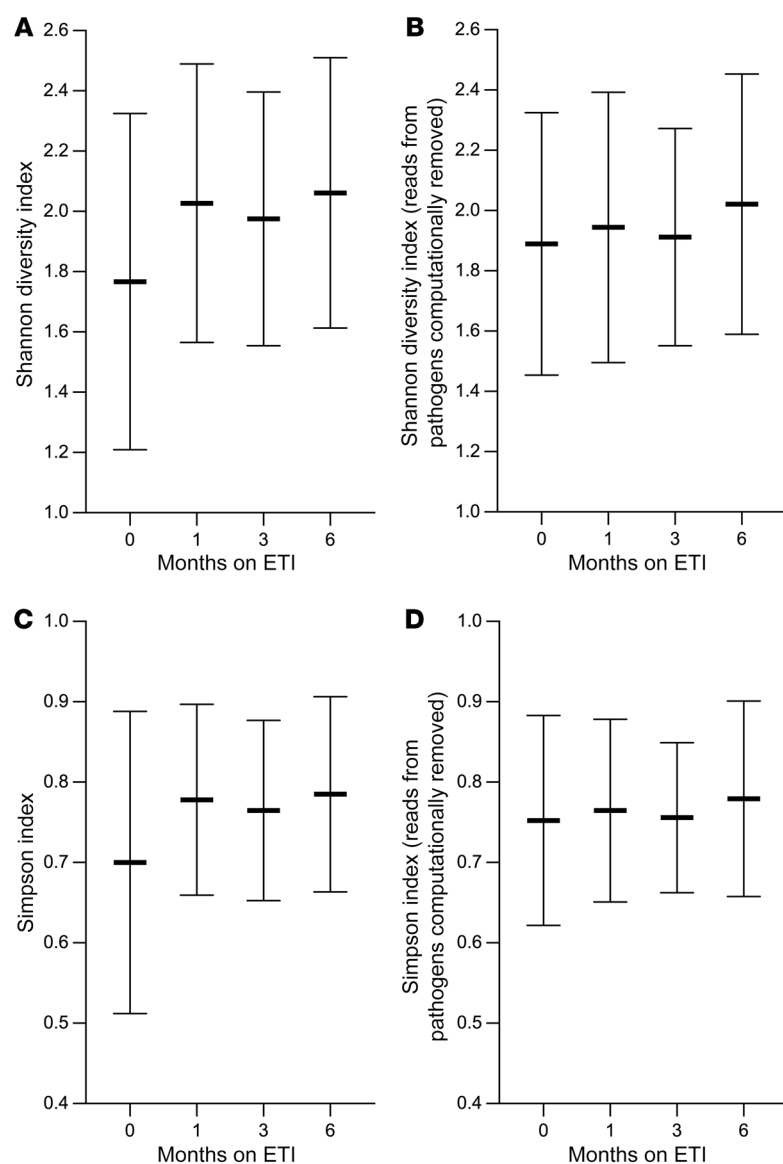 A
2.6
2.4
2.2
2.0
1.8
1.6
1.4
1.2
1.0
Shannon diversity index
0 1 3 6
Months on ETI
B
2.6
2.4
2.2
2.0
1.8
1.6
1.4
1.2
1.0
Shannon diversity index (reads from
pathogens computationally removed)
0 1 3 6
Months on ETI
C
1.0
0.9
0.8
0.7
0.6
0.5
0.4
Simpson index
0 1 3 6
Months on ETI
D
1.0
0.9
0.8
0.7
0.6
0.5
0.4
Simpson index (reads from
pathogens computationally removed)
0 1 3 6
Months on ETI